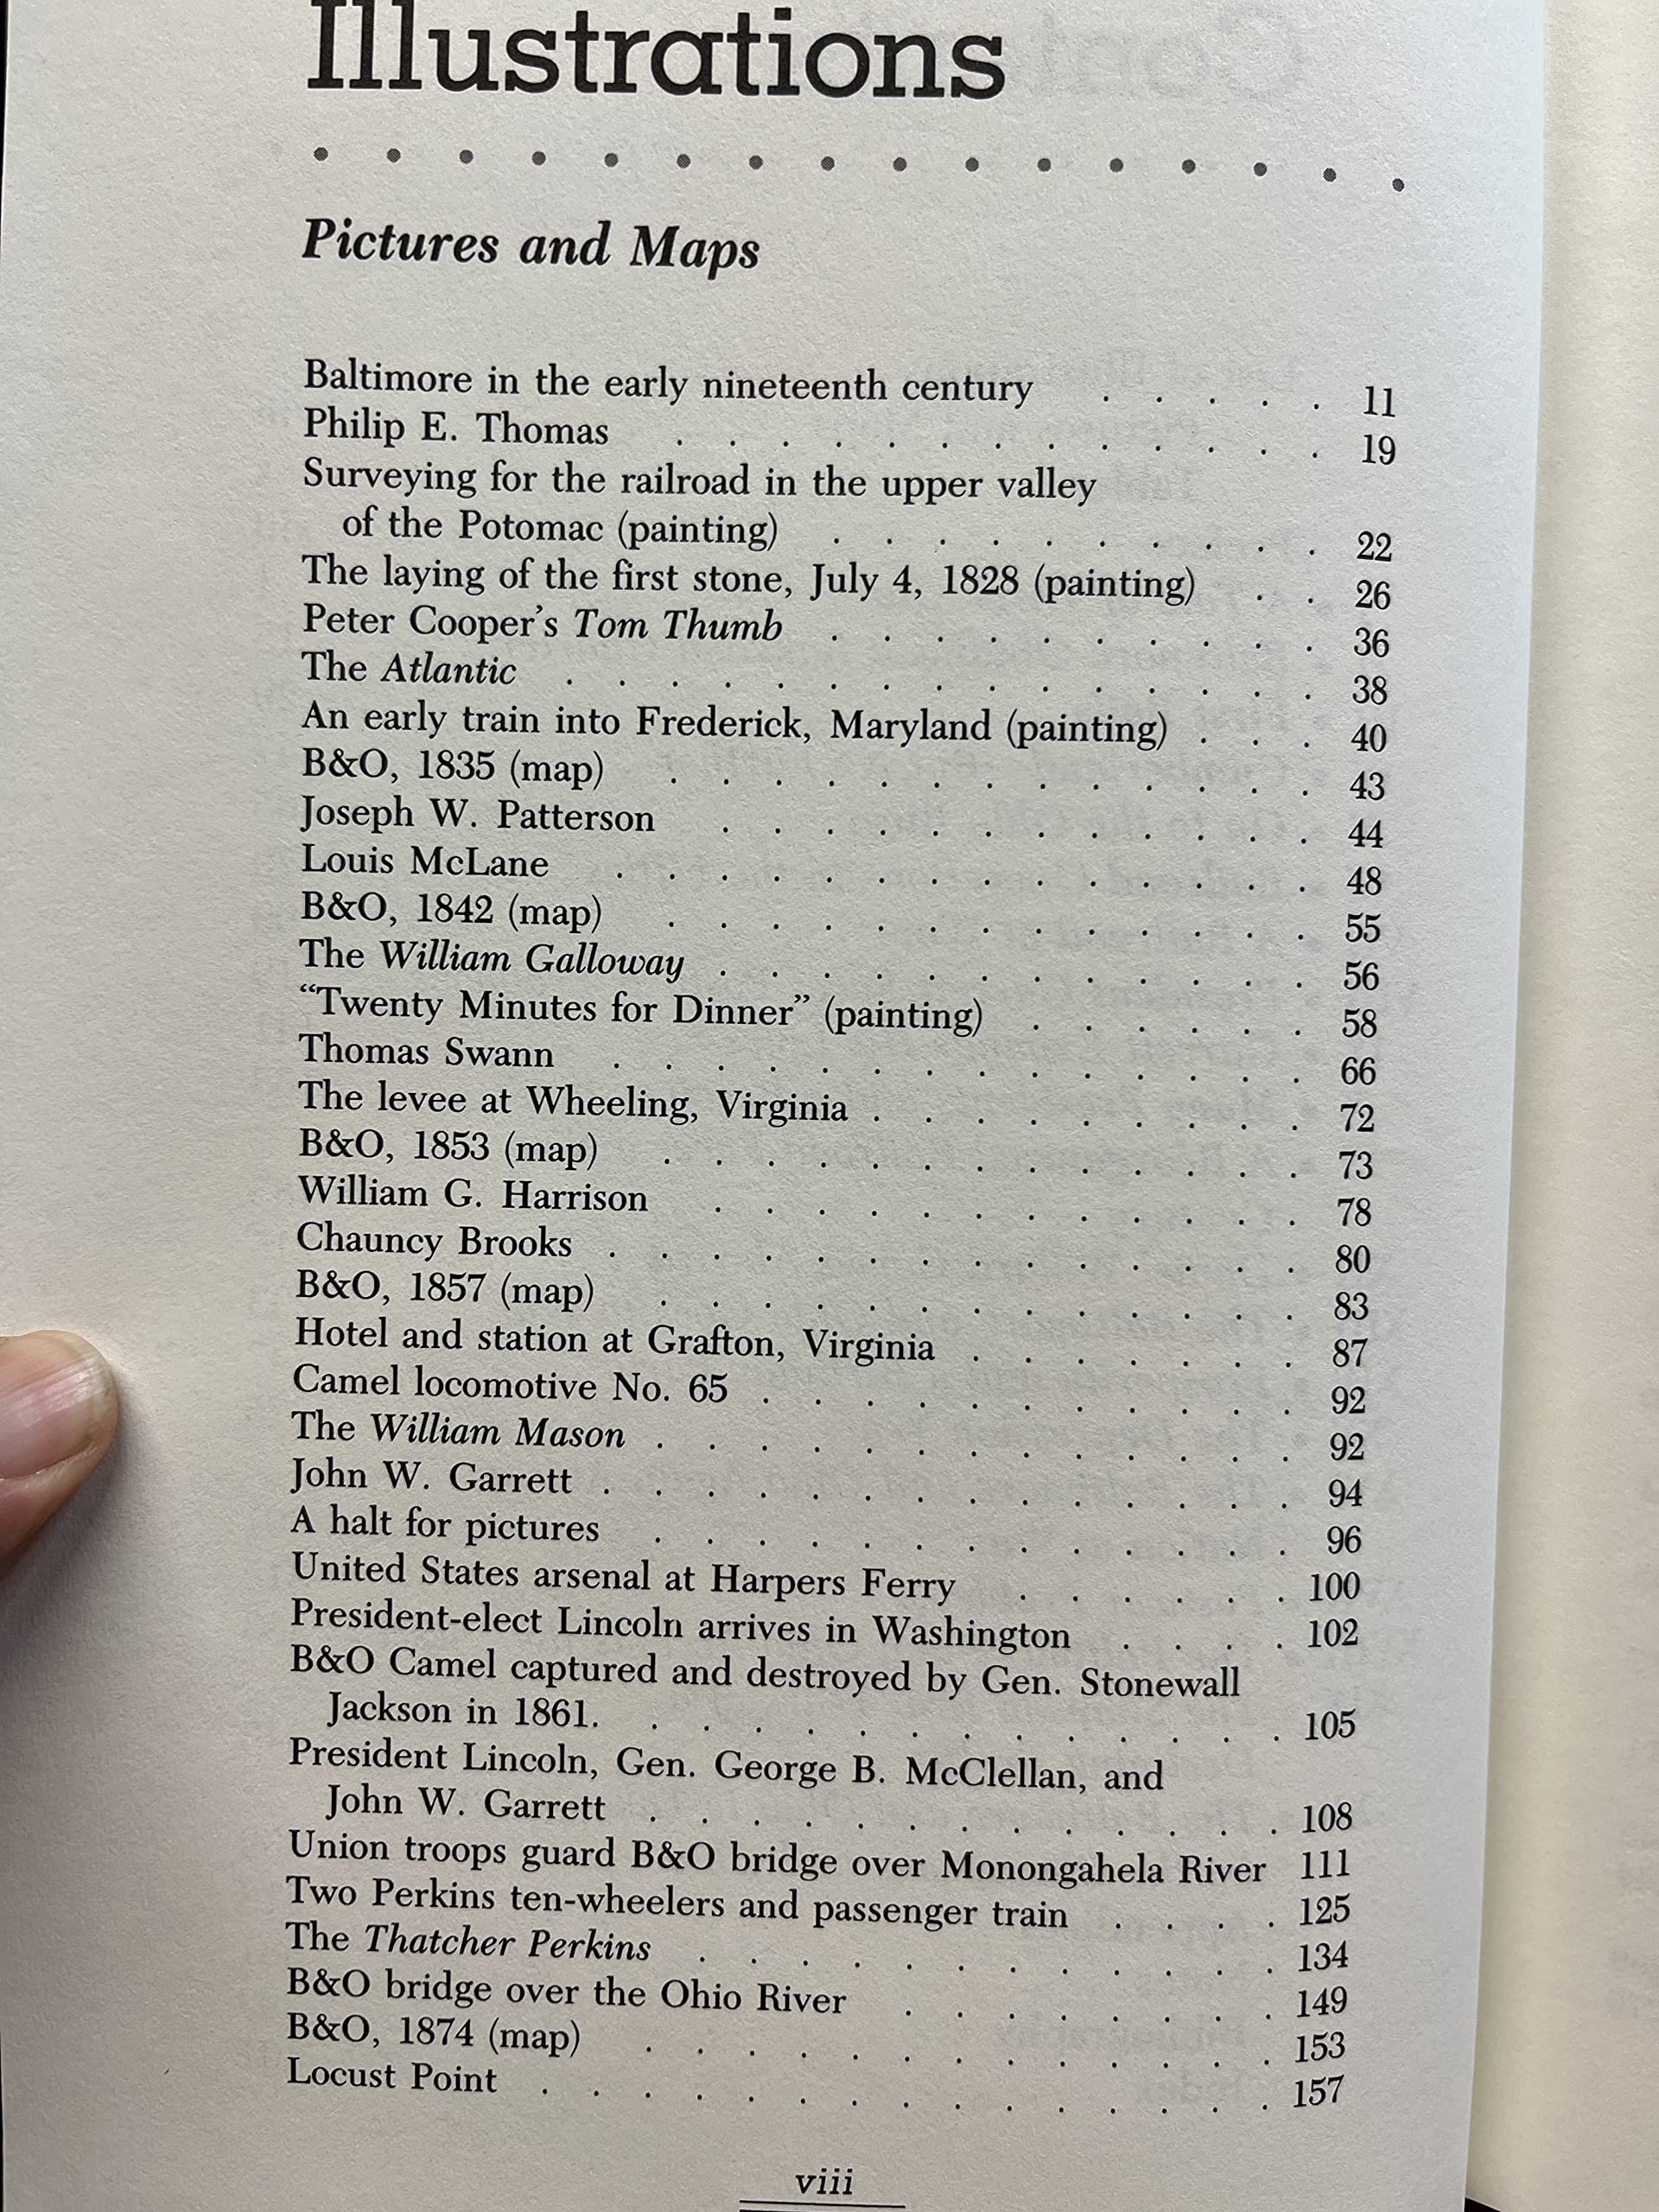 Illustrations
Pictures and Maps
Baltimore in the early nineteenth century . . . . . 11
Philip E. Thomas . . . . . . . . . . . . . 19
Surveying for the railroad in the upper valley
of the Potomac (painting) . . . . . . . . . . 22
The laying of the first stone, July 4, 1828 (painting) . . 26
Peter Cooper's Tom Thumb . . . . . . . . . . 36
The Atlantic . . . . . . . . . . . . . . . 38
An early train into Frederick, Maryland (painting) . . . 40
B&O, 1835 (map) . . . . . . . . . . . . . 43
Joseph W. Patterson . . . . . . . . . . . . 44
Louis McLane . . . . . . . . . . . . . . 48
B&O, 1842 (map) . . . . . . . . . . . . . 55
The William Galloway . . . . . . . . . . . . 56
“Twenty Minutes for Dinner” (painting) . . . . . . 58
Thomas Swann . . . . . . . . . . . . . . 66
The levee at Wheeling, Virginia . . . . . . . . . 72
B&O, 1853 (map) . . . . . . . . . . . . . 73
William G. Harrison . . . . . . . . . . . . 78
Chauncy Brooks . . . . . . . . . . . . . . 80
B&O, 1857 (map) . . . . . . . . . . . . . 83
Hotel and station at Grafton, Virginia . . . . . . . 87
Camel locomotive No. 65 . . . . . . . . . . . 92
The William Mason . . . . . . . . . . . . . 92
John W. Garrett . . . . . . . . . . . . . . 94
A halt for pictures . . . . . . . . . . . . . 96
United States arsenal at Harpers Ferry . . . . . . 100
President-elect Lincoln arrives in Washington . . . . 102
B&O Camel captured and destroyed by Gen. Stonewall
Jackson in 1861. . . . . . . . . . . . . . 105
President Lincoln, Gen. George B. McClellan, and
John W. Garrett . . . . . . . . . . . . . 108
Union troops guard B&O bridge over Monongahela River 111
Two Perkins ten-wheelers and passenger train . . . . 125
The Thatcher Perkins . . . . . . . . . . . . 134
B&O bridge over the Ohio River . . . . . . . . 149
B&O, 1874 (map) . . . . . . . . . . . . . 153
Locust Point . . . . . . . . . . . . . . . 157
viii